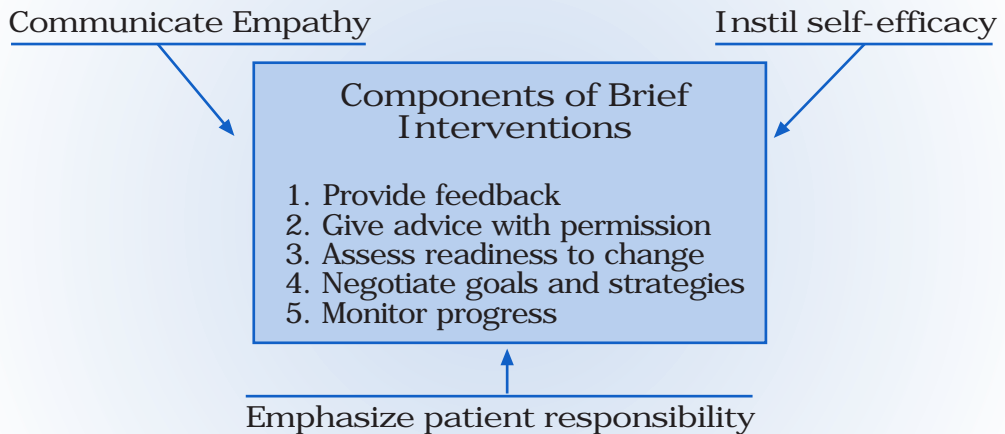 Communicate Empathy
Instil self-efficacy
Components of Brief
Interventions
1. Provide feedback
2. Give advice with permission
3. Assess readiness to change
4. Negotiate goals and strategies
5. Monitor progress
Emphasize patient responsibility